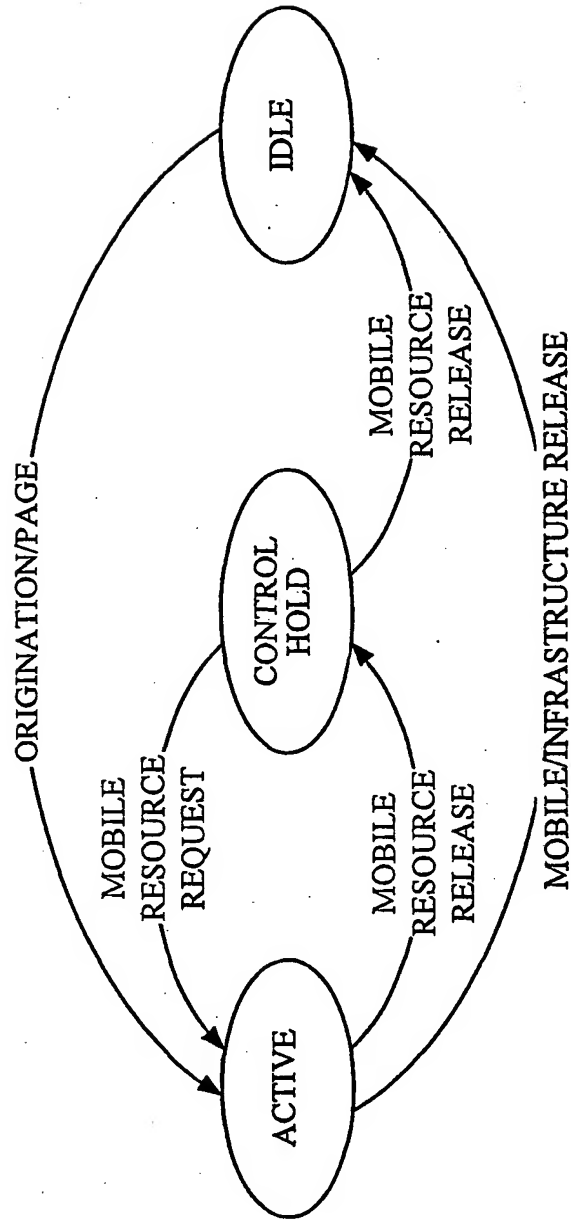 ORIGINATION/PAGE
MOBILE
RESOURCE
REQUEST
ACTIVE
CONTROL
HOLD
IDLE
MOBILE
RESOURCE
RELEASE
MOBILE
RESOURCE
RELEASE
MOBILE/INFRASTRUCTURE RELEASE